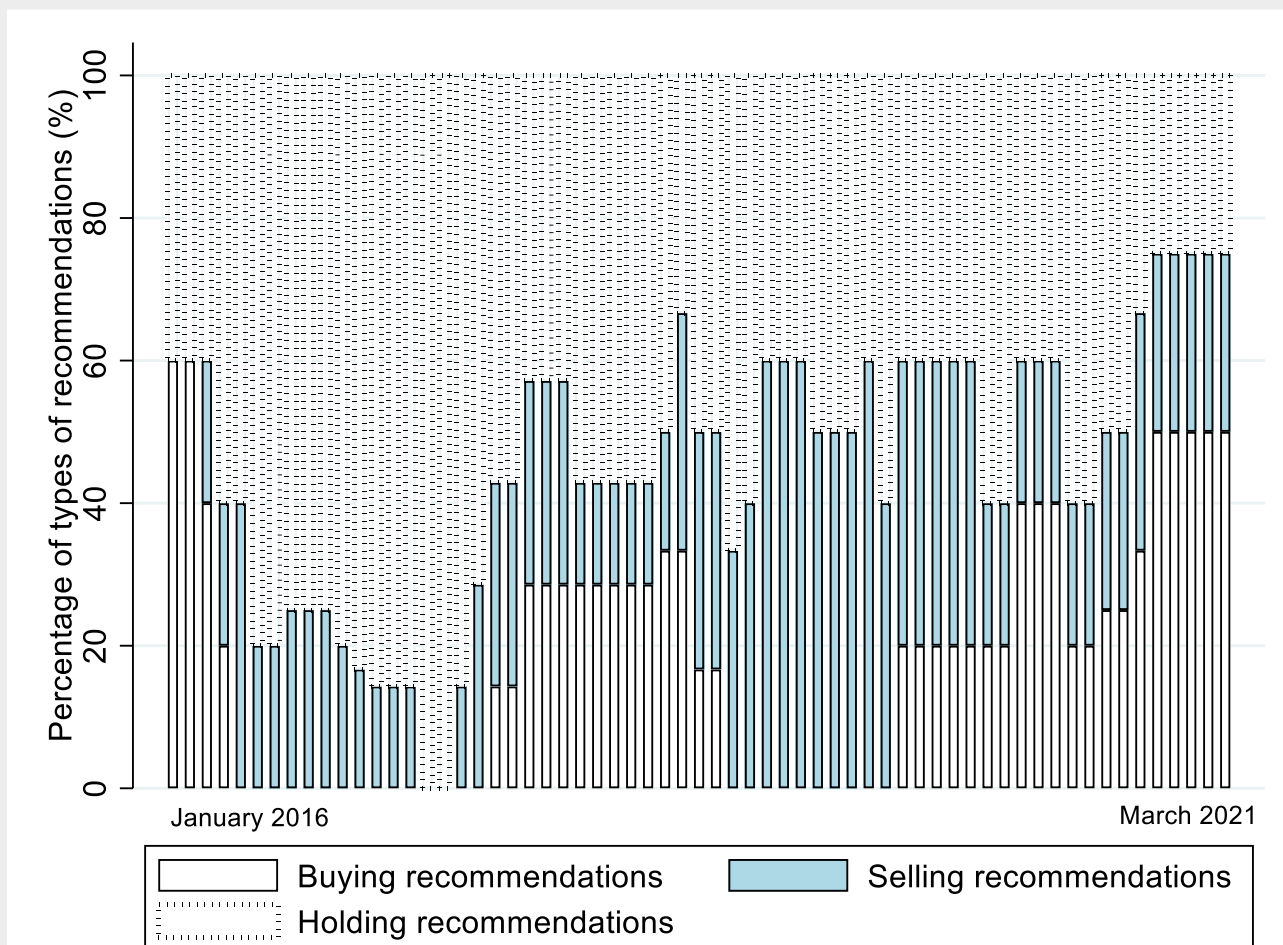 Percentage of types of recommendations (%)
100
80
60
40
20
0
January 2016
March 2021
Buying recommendations
Selling recommendations
Holding recommendations